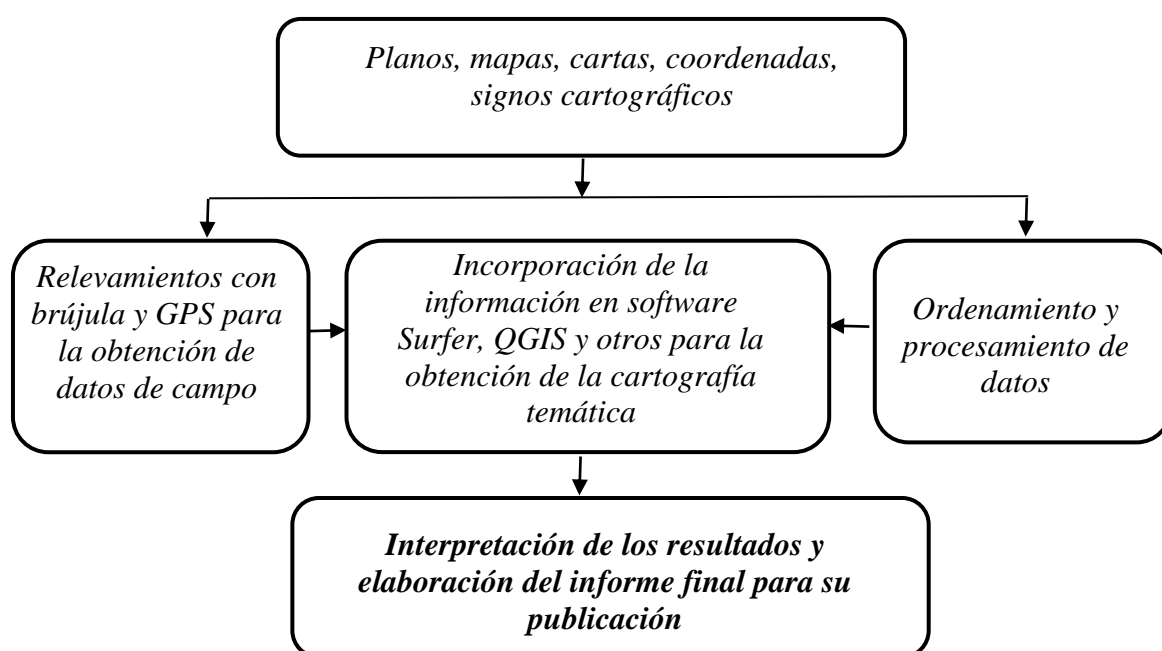 Planos, mapas, cartas, coordenadas,
signos cartográficos
Relevamientos con
brújula y GPS para
la obtención de
datos de campo
Incorporación de la
información en software
Surfer, QGIS y otros para la
obtención de la cartografía
temática
Ordenamiento y
procesamiento de
datos
Interpretación de los resultados y
elaboración del informe final para su
publicación